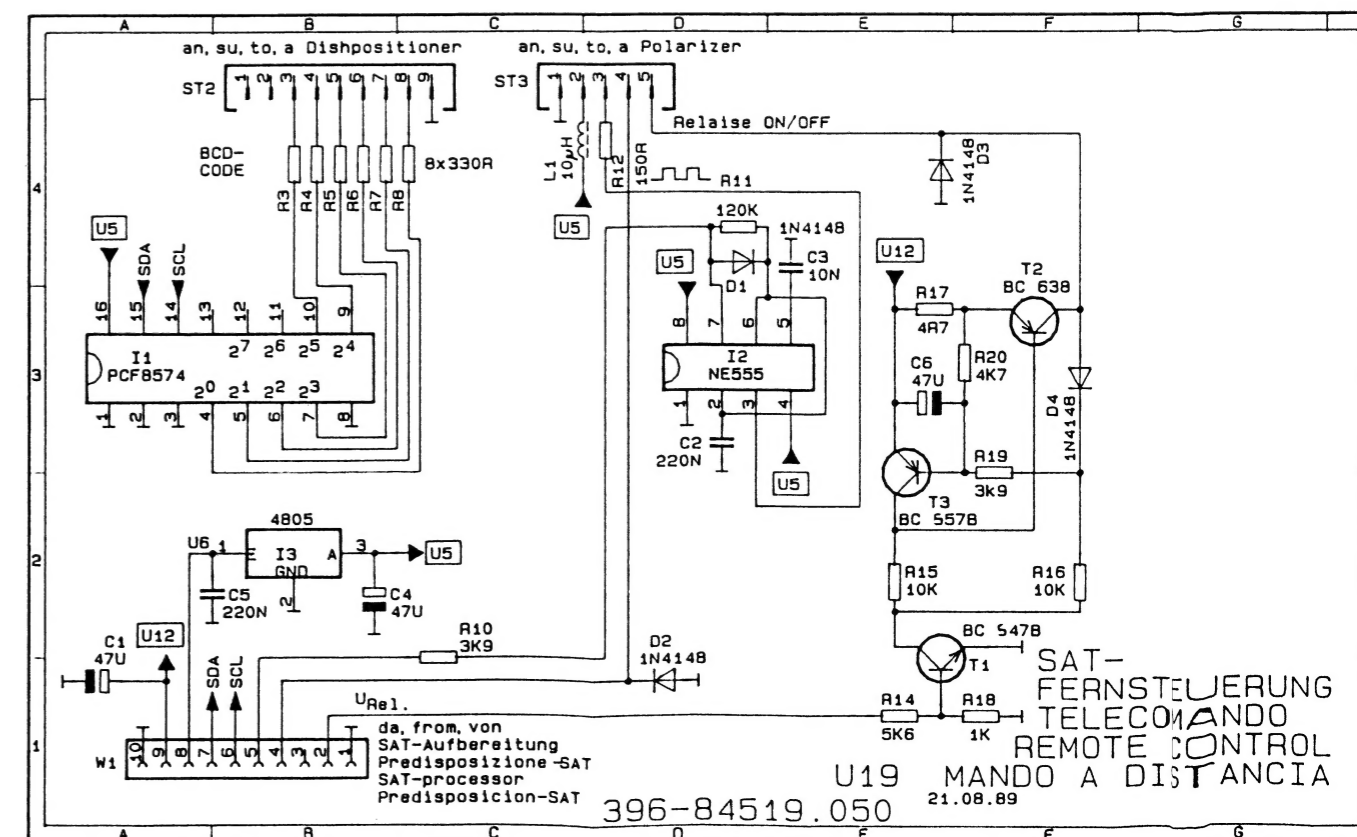 A B C D E F G
an, su, to, a Dishpositioner
an, su, to, a Polarizer
ST2
1 2 3 4 5 6 7 8 9
ST3
1 2 3 4 5
Relaise ON/OFF
BCD-
CODE
8x330R
R3 R4 R5 R6 R7 R8
L1
10µH
R12
150R
R11
120K
1N4148
D3
4
U5
SDA
SCL
U5
U5
1N4148
C3
10N
D1
U12
T2
BC 638
R17
4R7
16 15 14 13 12 11 10 9
8 7 6 5
I1
PCF8574
2⁷ 2⁶ 2⁵ 2⁴
2⁰ 2¹ 2² 2³
1 2 3 4 5 6 7 8
I2
NE555
1 2 3 4
C6
47U
R20
4K7
D4
1N4148
3
C2
220N
U5
R19
3K9
T3
BC 557B
4805
U6
1
E I3 A
GND
3
2
U5
C5
220N
C4
47U
2
R15
10K
R16
10K
C1
47U
U12
SDA
SCL
R10
3K9
D2
1N4148
BC 547B
T1
URel.
R14
5K6
R18
1K
W1
10 9 8 7 6 5 4 3 2 1
1
da, from, von
SAT-Aufbereitung
Predisposizione-SAT
SAT-processor
Predisposicion-SAT
SAT-
FERNSTEUERUNG
TELECOMANDO
REMOTE CONTROL
U19 MANDO A DISTANCIA
396-84519.050
21.08.89
A B C D E F G